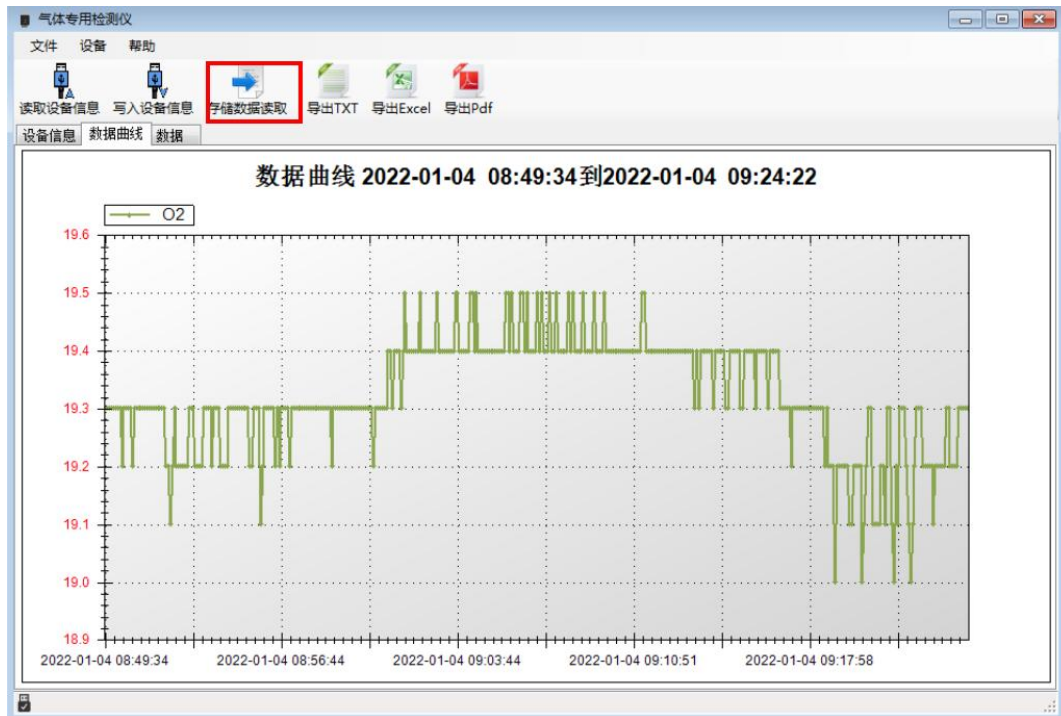 气体专用检测仪
文件 设备 帮助
读取设备信息 写入设备信息 存储数据读取 导出TXT 导出Excel 导出Pdf
设备信息 数据曲线 数据
数据曲线 2022-01-04 08:49:34到2022-01-04 09:24:22
O2
19.6
19.5
19.4
19.3
19.2
19.1
19.0
18.9
2022-01-04 08:49:34 2022-01-04 08:56:44 2022-01-04 09:03:44 2022-01-04 09:10:51 2022-01-04 09:17:58